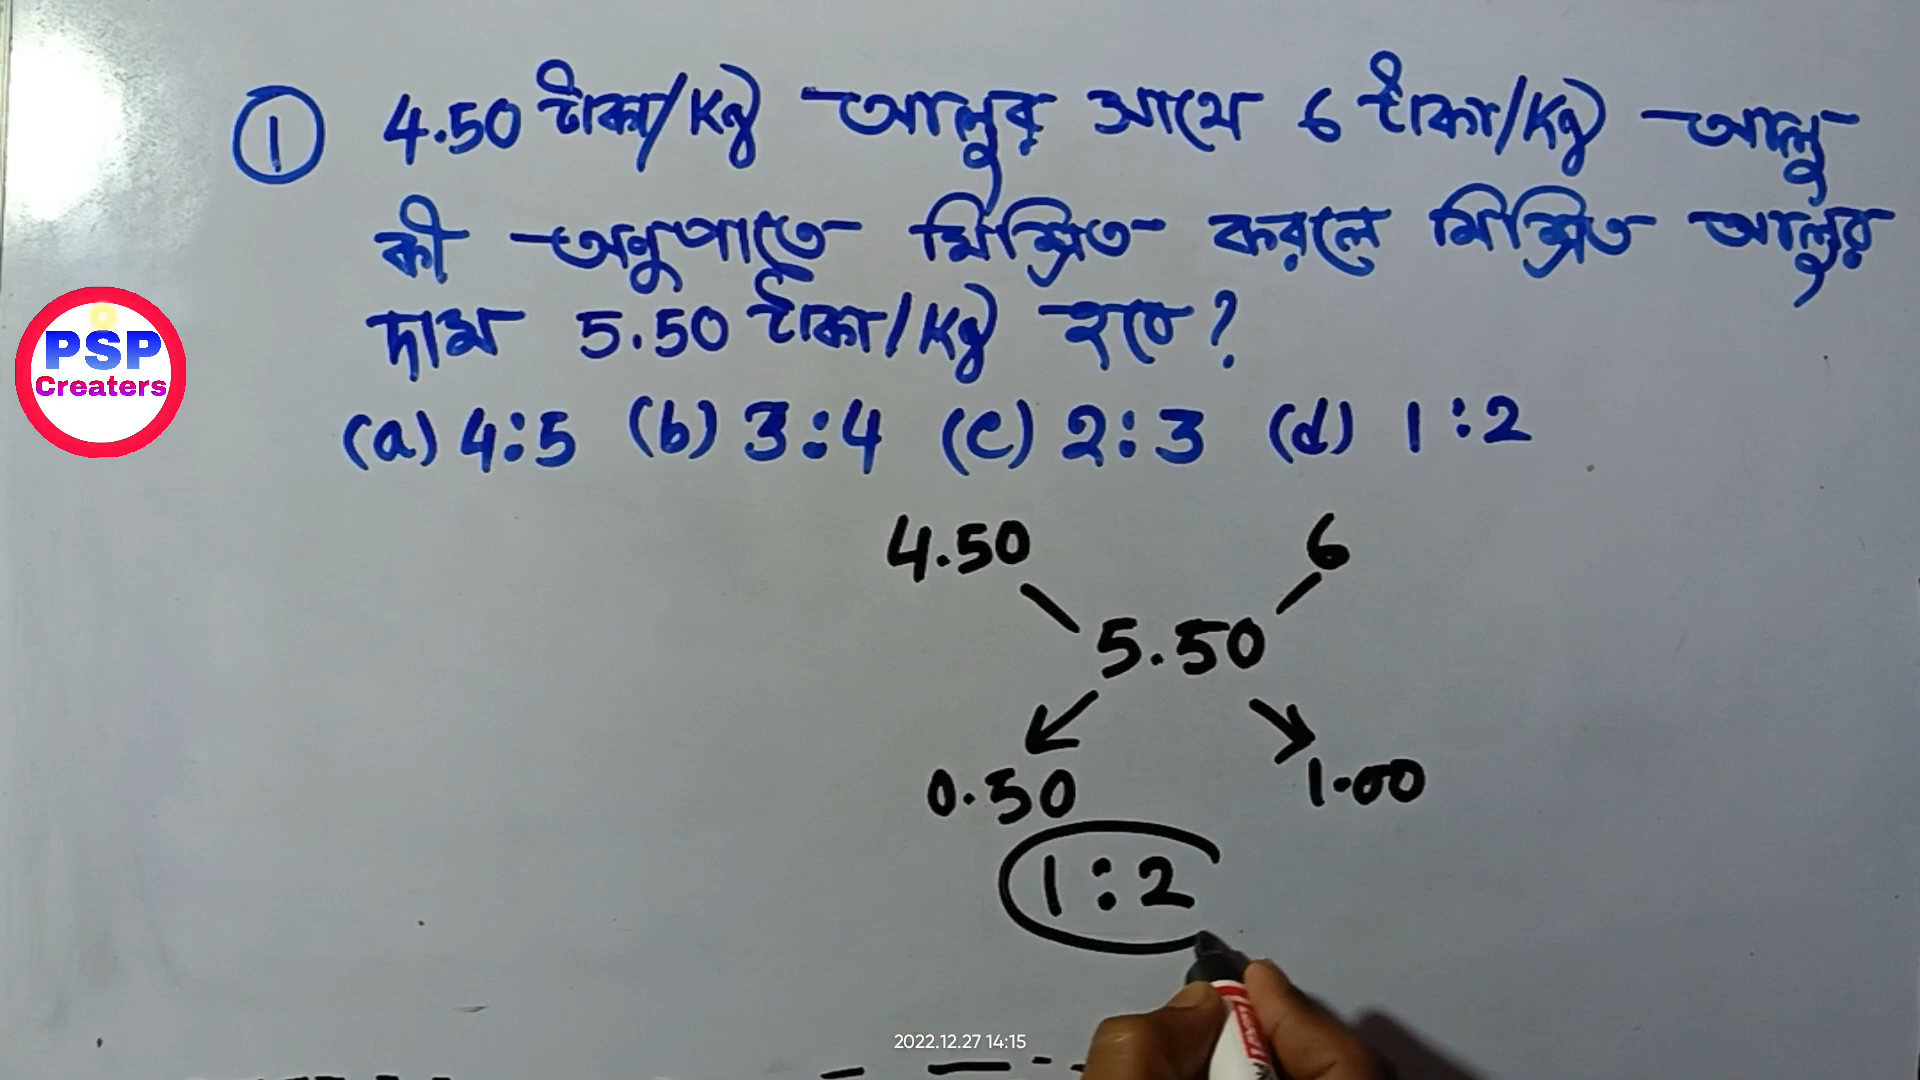 ① 4.50 টাকা/Kg আলুর সাথে 6 টাকা/Kg আলু
কী অনুপাতে মিশ্রিত করলে মিশ্রিত আলুর
দাম 5.50 টাকা/Kg হবে?
(a) 4:5 (b) 3:4 (c) 2:3 (d) 1:2
PSP
Creaters
4.50 6
5.50
0.50 1.00
1:2
2022.12.27 14:15